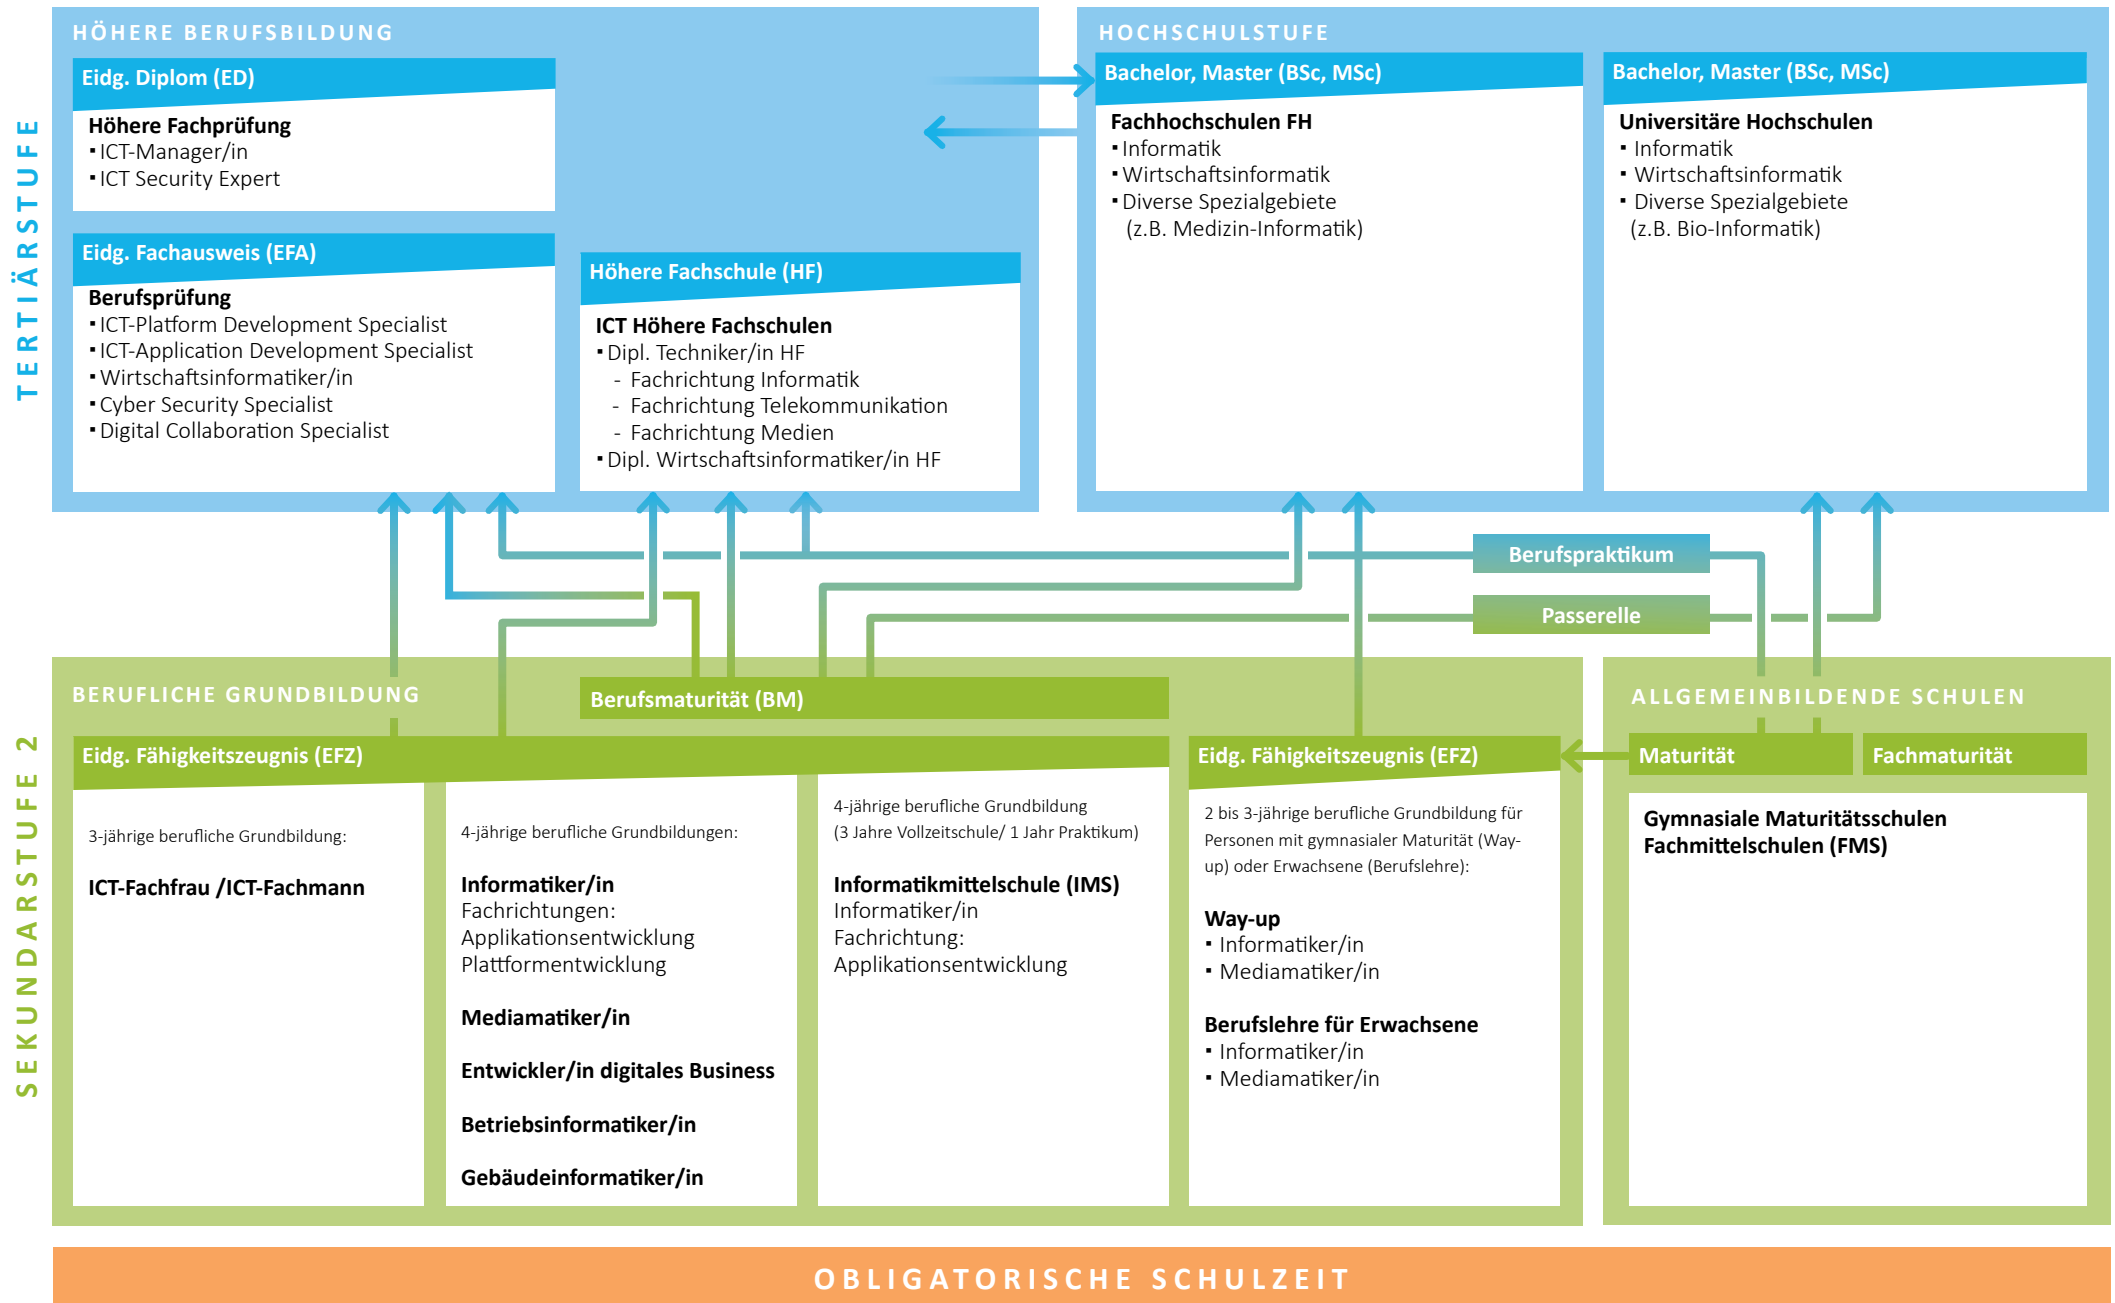 TERTIÄRSTUFE
HÖHERE BERUFSBILDUNG
Eidg. Diplom (ED)
Höhere Fachprüfung
▪ ICT-Manager/in
▪ ICT Security Expert
Eidg. Fachausweis (EFA)
Berufsprüfung
▪ ICT-Platform Development Specialist
▪ ICT-Application Development Specialist
▪ Wirtschaftsinformatiker/in
▪ Cyber Security Specialist
▪ Digital Collaboration Specialist
Höhere Fachschule (HF)
ICT Höhere Fachschulen
▪ Dipl. Techniker/in HF
- Fachrichtung Informatik
- Fachrichtung Telekommunikation
- Fachrichtung Medien
▪ Dipl. Wirtschaftsinformatiker/in HF
HOCHSCHULSTUFE
Bachelor, Master (BSc, MSc)
Fachhochschulen FH
▪ Informatik
▪ Wirtschaftsinformatik
▪ Diverse Spezialgebiete
(z.B. Medizin-Informatik)
Bachelor, Master (BSc, MSc)
Universitäre Hochschulen
▪ Informatik
▪ Wirtschaftsinformatik
▪ Diverse Spezialgebiete
(z.B. Bio-Informatik)
Berufspraktikum
Passerelle
SEKUNDARSTUFE 2
BERUFLICHE GRUNDBILDUNG
Berufsmaturität (BM)
Eidg. Fähigkeitszeugnis (EFZ)
3-jährige berufliche Grundbildung:
ICT-Fachfrau /ICT-Fachmann
4-jährige berufliche Grundbildungen:
Informatiker/in
Fachrichtungen:
Applikationsentwicklung
Plattformentwicklung
Mediamatiker/in
Entwickler/in digitales Business
Betriebsinformatiker/in
Gebäudeinformatiker/in
4-jährige berufliche Grundbildung
(3 Jahre Vollzeitschule/ 1 Jahr Praktikum)
Informatikmittelschule (IMS)
Informatiker/in
Fachrichtung:
Applikationsentwicklung
Eidg. Fähigkeitszeugnis (EFZ)
2 bis 3-jährige berufliche Grundbildung für
Personen mit gymnasialer Maturität (Way-
up) oder Erwachsene (Berufslehre):
Way-up
▪ Informatiker/in
▪ Mediamatiker/in
Berufslehre für Erwachsene
▪ Informatiker/in
▪ Mediamatiker/in
ALLGEMEINBILDENDE SCHULEN
Maturität
Fachmaturität
Gymnasiale Maturitätsschulen
Fachmittelschulen (FMS)
OBLIGATORISCHE SCHULZEIT